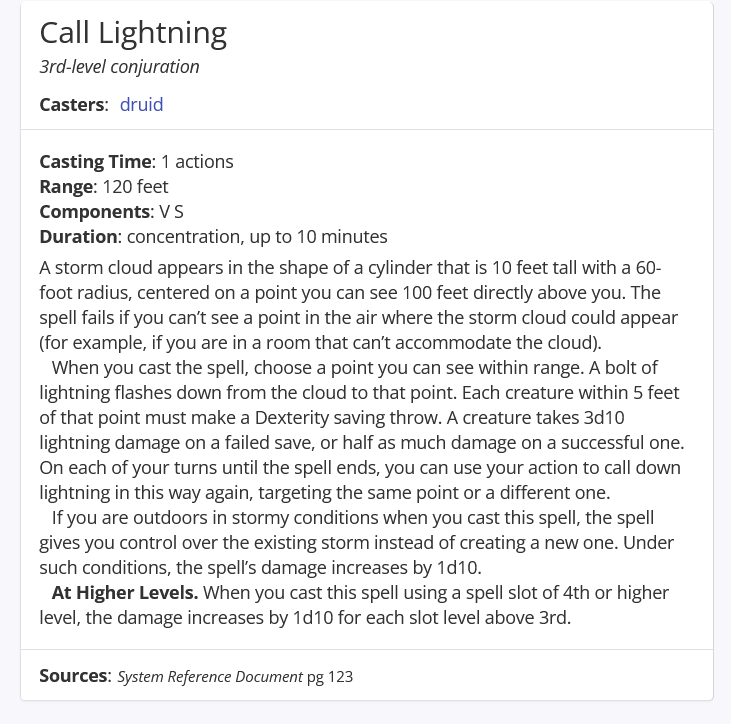 Call Lightning
3rd-level conjuration
Casters: druid
Casting Time: 1 actions
Range: 120 feet
Components: V S
Duration: concentration, up to 10 minutes
A storm cloud appears in the shape of a cylinder that is 10 feet tall with a 60-
foot radius, centered on a point you can see 100 feet directly above you. The
spell fails if you can’t see a point in the air where the storm cloud could appear
(for example, if you are in a room that can’t accommodate the cloud).
When you cast the spell, choose a point you can see within range. A bolt of
lightning flashes down from the cloud to that point. Each creature within 5 feet
of that point must make a Dexterity saving throw. A creature takes 3d10
lightning damage on a failed save, or half as much damage on a successful one.
On each of your turns until the spell ends, you can use your action to call down
lightning in this way again, targeting the same point or a different one.
If you are outdoors in stormy conditions when you cast this spell, the spell
gives you control over the existing storm instead of creating a new one. Under
such conditions, the spell’s damage increases by 1d10.
At Higher Levels. When you cast this spell using a spell slot of 4th or higher
level, the damage increases by 1d10 for each slot level above 3rd.
Sources: System Reference Document pg 123